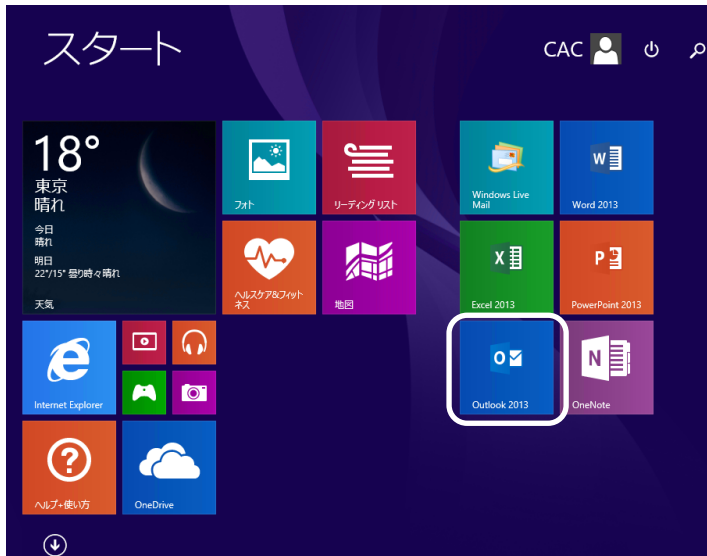 スタート
CAC
18°
東京
晴れ
今日
晴れ
明日
22°/15° 曇り時々晴れ
天気
フォト
リーディング リスト
ヘルスケア&フィット
ネス
地図
Internet Explorer
ヘルプ+使い方
OneDrive
Windows Live
Mail
Word 2013
Excel 2013
PowerPoint 2013
Outlook 2013
OneNote